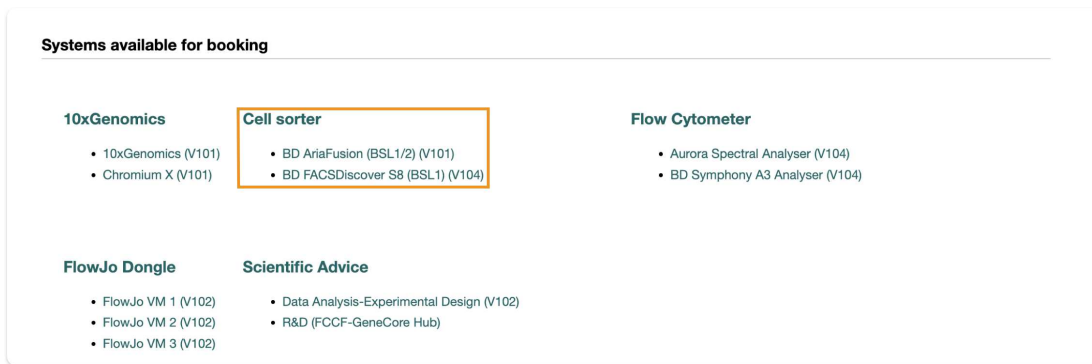 Systems available for booking
10xGenomics
10xGenomics (V101)
Chromium X (V101)
Cell sorter
BD AriaFusion (BSL1/2) (V101)
BD FACSDiscover S8 (BSL1) (V104)
Flow Cytometer
Aurora Spectral Analyser (V104)
BD Symphony A3 Analyser (V104)
FlowJo Dongle
FlowJo VM 1 (V102)
FlowJo VM 2 (V102)
FlowJo VM 3 (V102)
Scientific Advice
Data Analysis-Experimental Design (V102)
R&D (FCCF-GeneCore Hub)